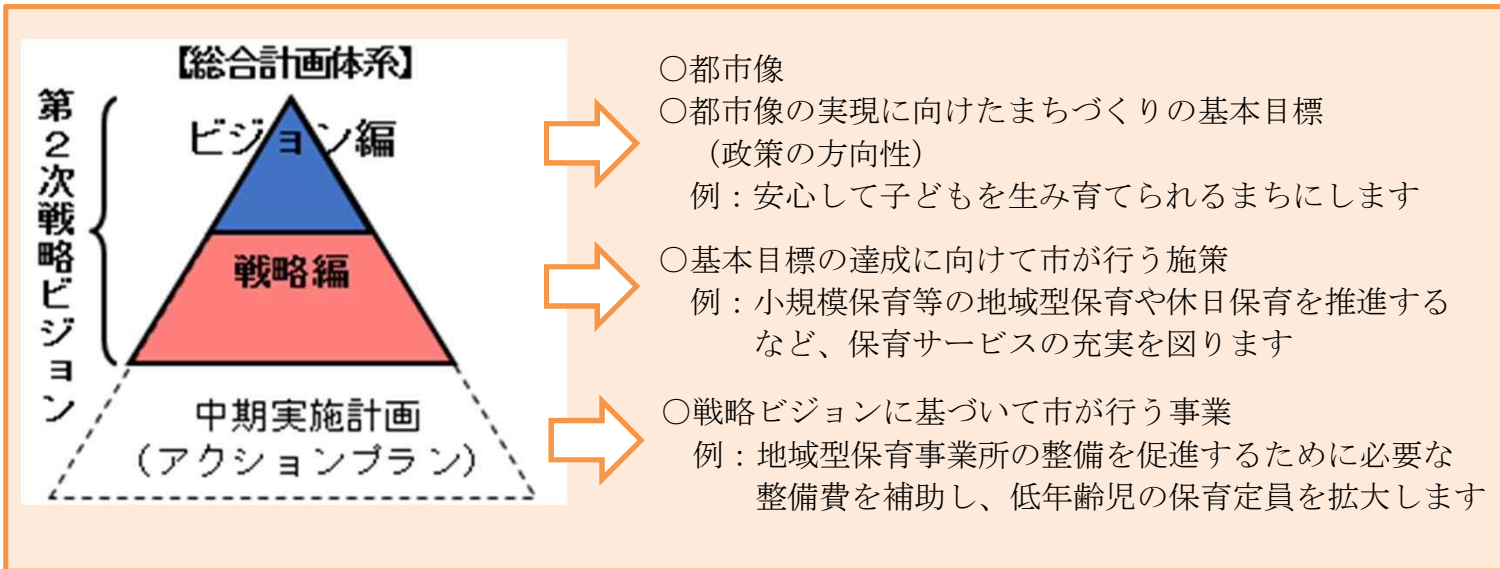 【総合計画体系】
第2次戦略ビジョン
ビジョン編
戦略編
中期実施計画
(アクションプラン)
○都市像
○都市像の実現に向けたまちづくりの基本目標
（政策の方向性）
例：安心して子どもを生み育てられるまちにします
○基本目標の達成に向けて市が行う施策
例：小規模保育等の地域型保育や休日保育を推進する
など、保育サービスの充実を図ります
○戦略ビジョンに基づいて市が行う事業
例：地域型保育事業所の整備を促進するために必要な
整備費を補助し、低年齢児の保育定員を拡大します